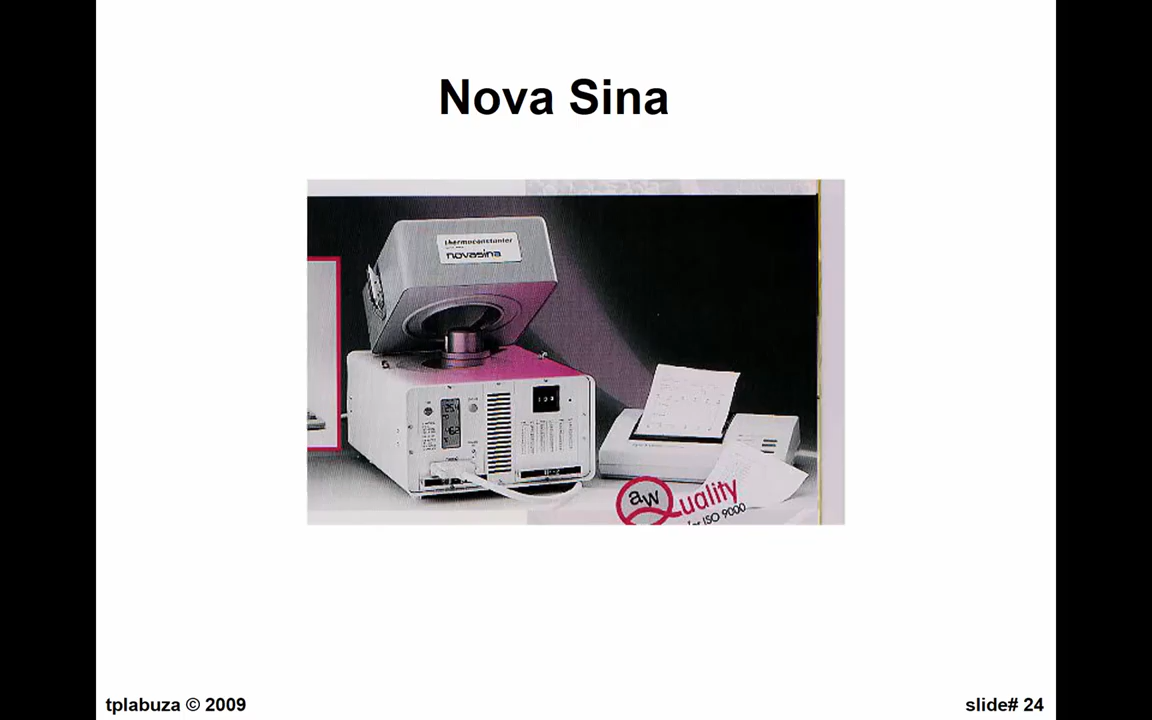 Nova Sina
thermoconstanter
novasina
aw
Quality
ISO 9000
tplabuza © 2009
slide# 24